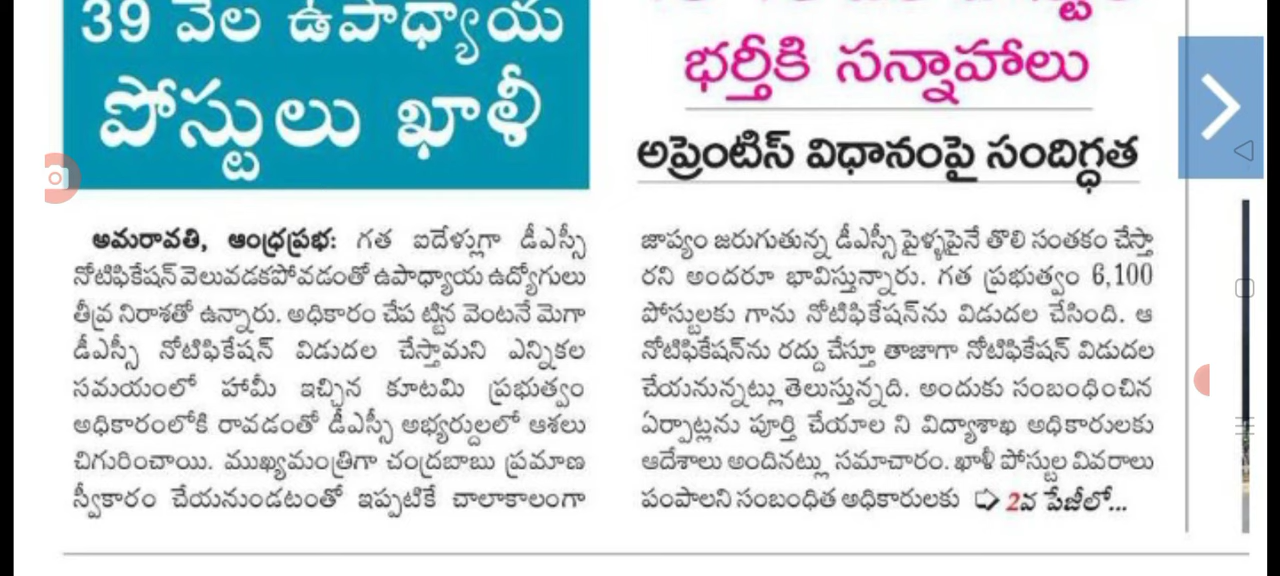 39 వేల ఉపాధ్యాయ
పోస్టులు ఖాళీ
భర్తీకి సన్నాహాలు
అప్రెంటిస్ విధానంపై సందిగ్ధత
అమరావతి, ఆంధ్రప్రభ: గత ఐదేళ్లుగా డీఎస్సీ
నోటిఫికేషన్ వెలువడకపోవడంతో ఉపాధ్యాయ ఉద్యోగులు
తీవ్ర నిరాశతో ఉన్నారు. అధికారం చేప ట్టిన వెంటనే మెగా
డీఎస్సీ నోటిఫికేషన్ విడుదల చేస్తామని ఎన్నికల
సమయంలో హామీ ఇచ్చిన కూటమి ప్రభుత్వం
అధికారంలోకి రావడంతో డీఎస్సీ అభ్యర్థులలో ఆశలు
చిగురించాయి. ముఖ్యమంత్రిగా చంద్రబాబు ప్రమాణ
స్వీకారం చేయనుండటంతో ఇప్పటికే చాలాకాలంగా
జాప్యం జరుగుతున్న డీఎస్సీ ఫైళ్ళపైనే తొలి సంతకం చేస్తా
రని అందరూ భావిస్తున్నారు. గత ప్రభుత్వం 6,100
పోస్టులకు గాను నోటిఫికేషన్‌ను విడుదల చేసింది. ఆ
నోటిఫికేషన్‌ను రద్దు చేస్తూ తాజాగా నోటిఫికేషన్ విడుదల
చేయనున్నట్లు తెలుస్తున్నది. అందుకు సంబంధించిన
ఏర్పాట్లను పూర్తి చేయాల ని విద్యాశాఖ అధికారులకు
ఆదేశాలు అందినట్లు సమాచారం. ఖాళీ పోస్టుల వివరాలు
పంపాలని సంబంధిత అధికారులకు ➪ 2వ పేజీలో...